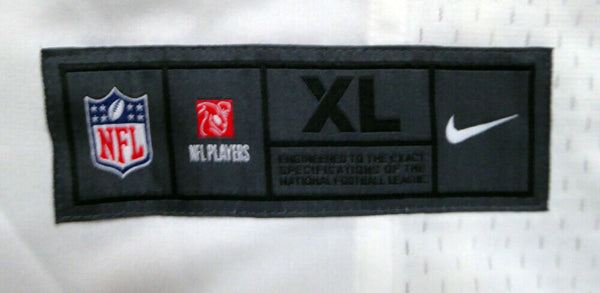 NFL
NFL PLAYERS
XL
ENGINEERED TO THE EXACT
SPECIFICATIONS OF THE
NATIONAL FOOTBALL LEAGUE